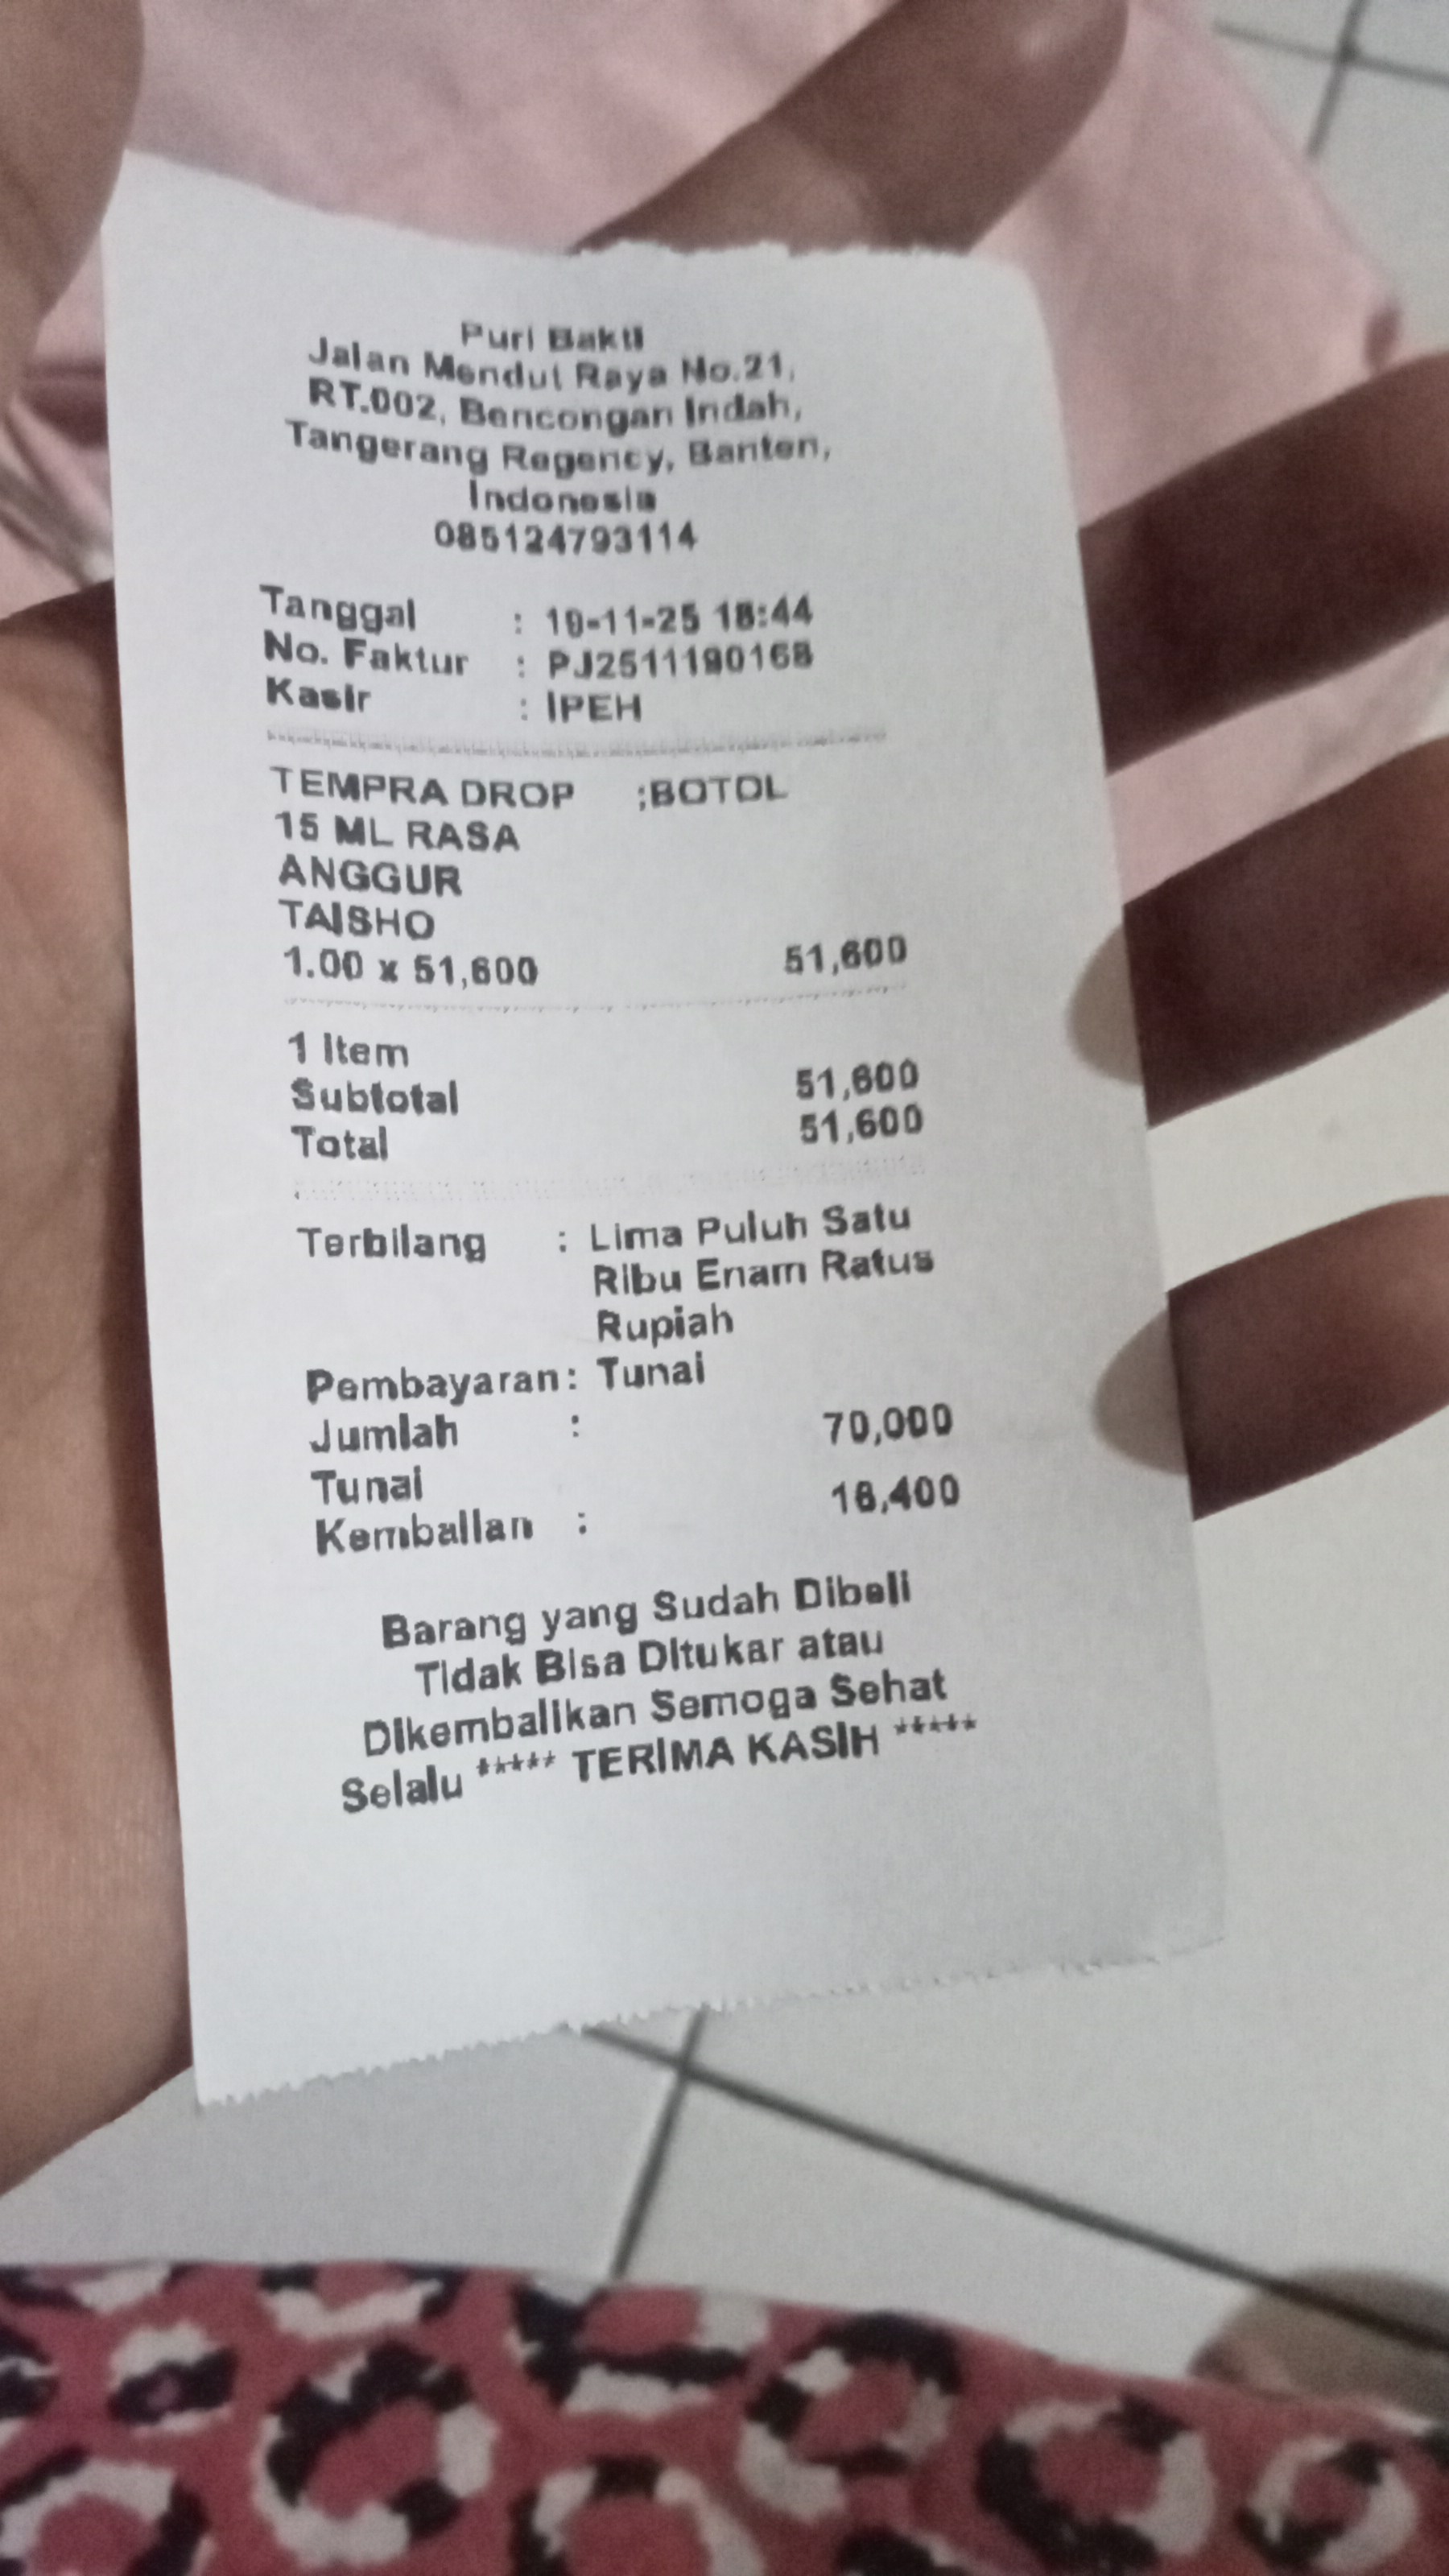 Puri Bakti
Jalan Mendut Raya No.21,
RT.002, Bencongan Indah,
Tangerang Regency, Banten,
Indonesia
085124793114
Tanggal : 19-11-25 18:44
No. Faktur : PJ2511190168
Kasir : IPEH
TEMPRA DROP ;BOTOL
15 ML RASA
ANGGUR
TAISHO
1.00 x 51,600 51,600
1 Item
Subtotal 51,600
Total 51,600
Terbilang : Lima Puluh Satu
Ribu Enam Ratus
Rupiah
Pembayaran : Tunai
Jumlah : 70,000
Tunai
Kembalian : 18,400
Barang yang Sudah Dibeli
Tidak Bisa Ditukar atau
Dikembalikan Semoga Sehat
Selalu ***** TERIMA KASIH *****